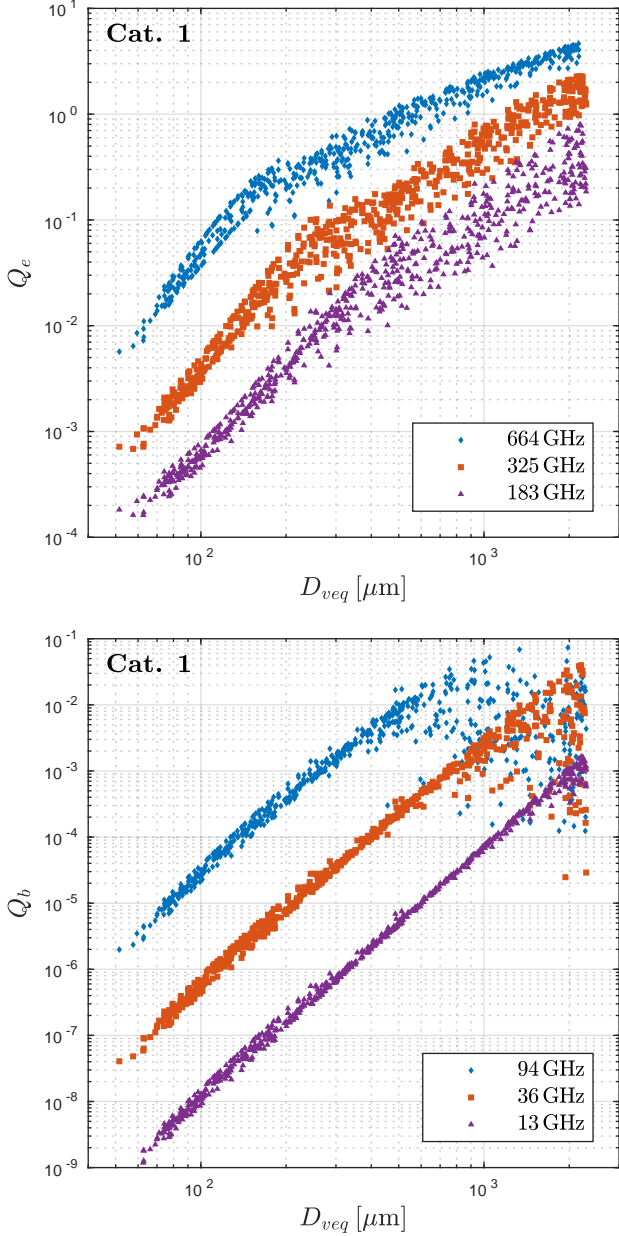 Cat. 1
10^1
10^0
10^-1
10^-2
10^-3
10^-4
Q_e
664 GHz
325 GHz
183 GHz
10^2
10^3
D_veq [μm]
Cat. 1
10^-1
10^-2
10^-3
10^-4
10^-5
10^-6
10^-7
10^-8
10^-9
Q_b
94 GHz
36 GHz
13 GHz
10^2
10^3
D_veq [μm]